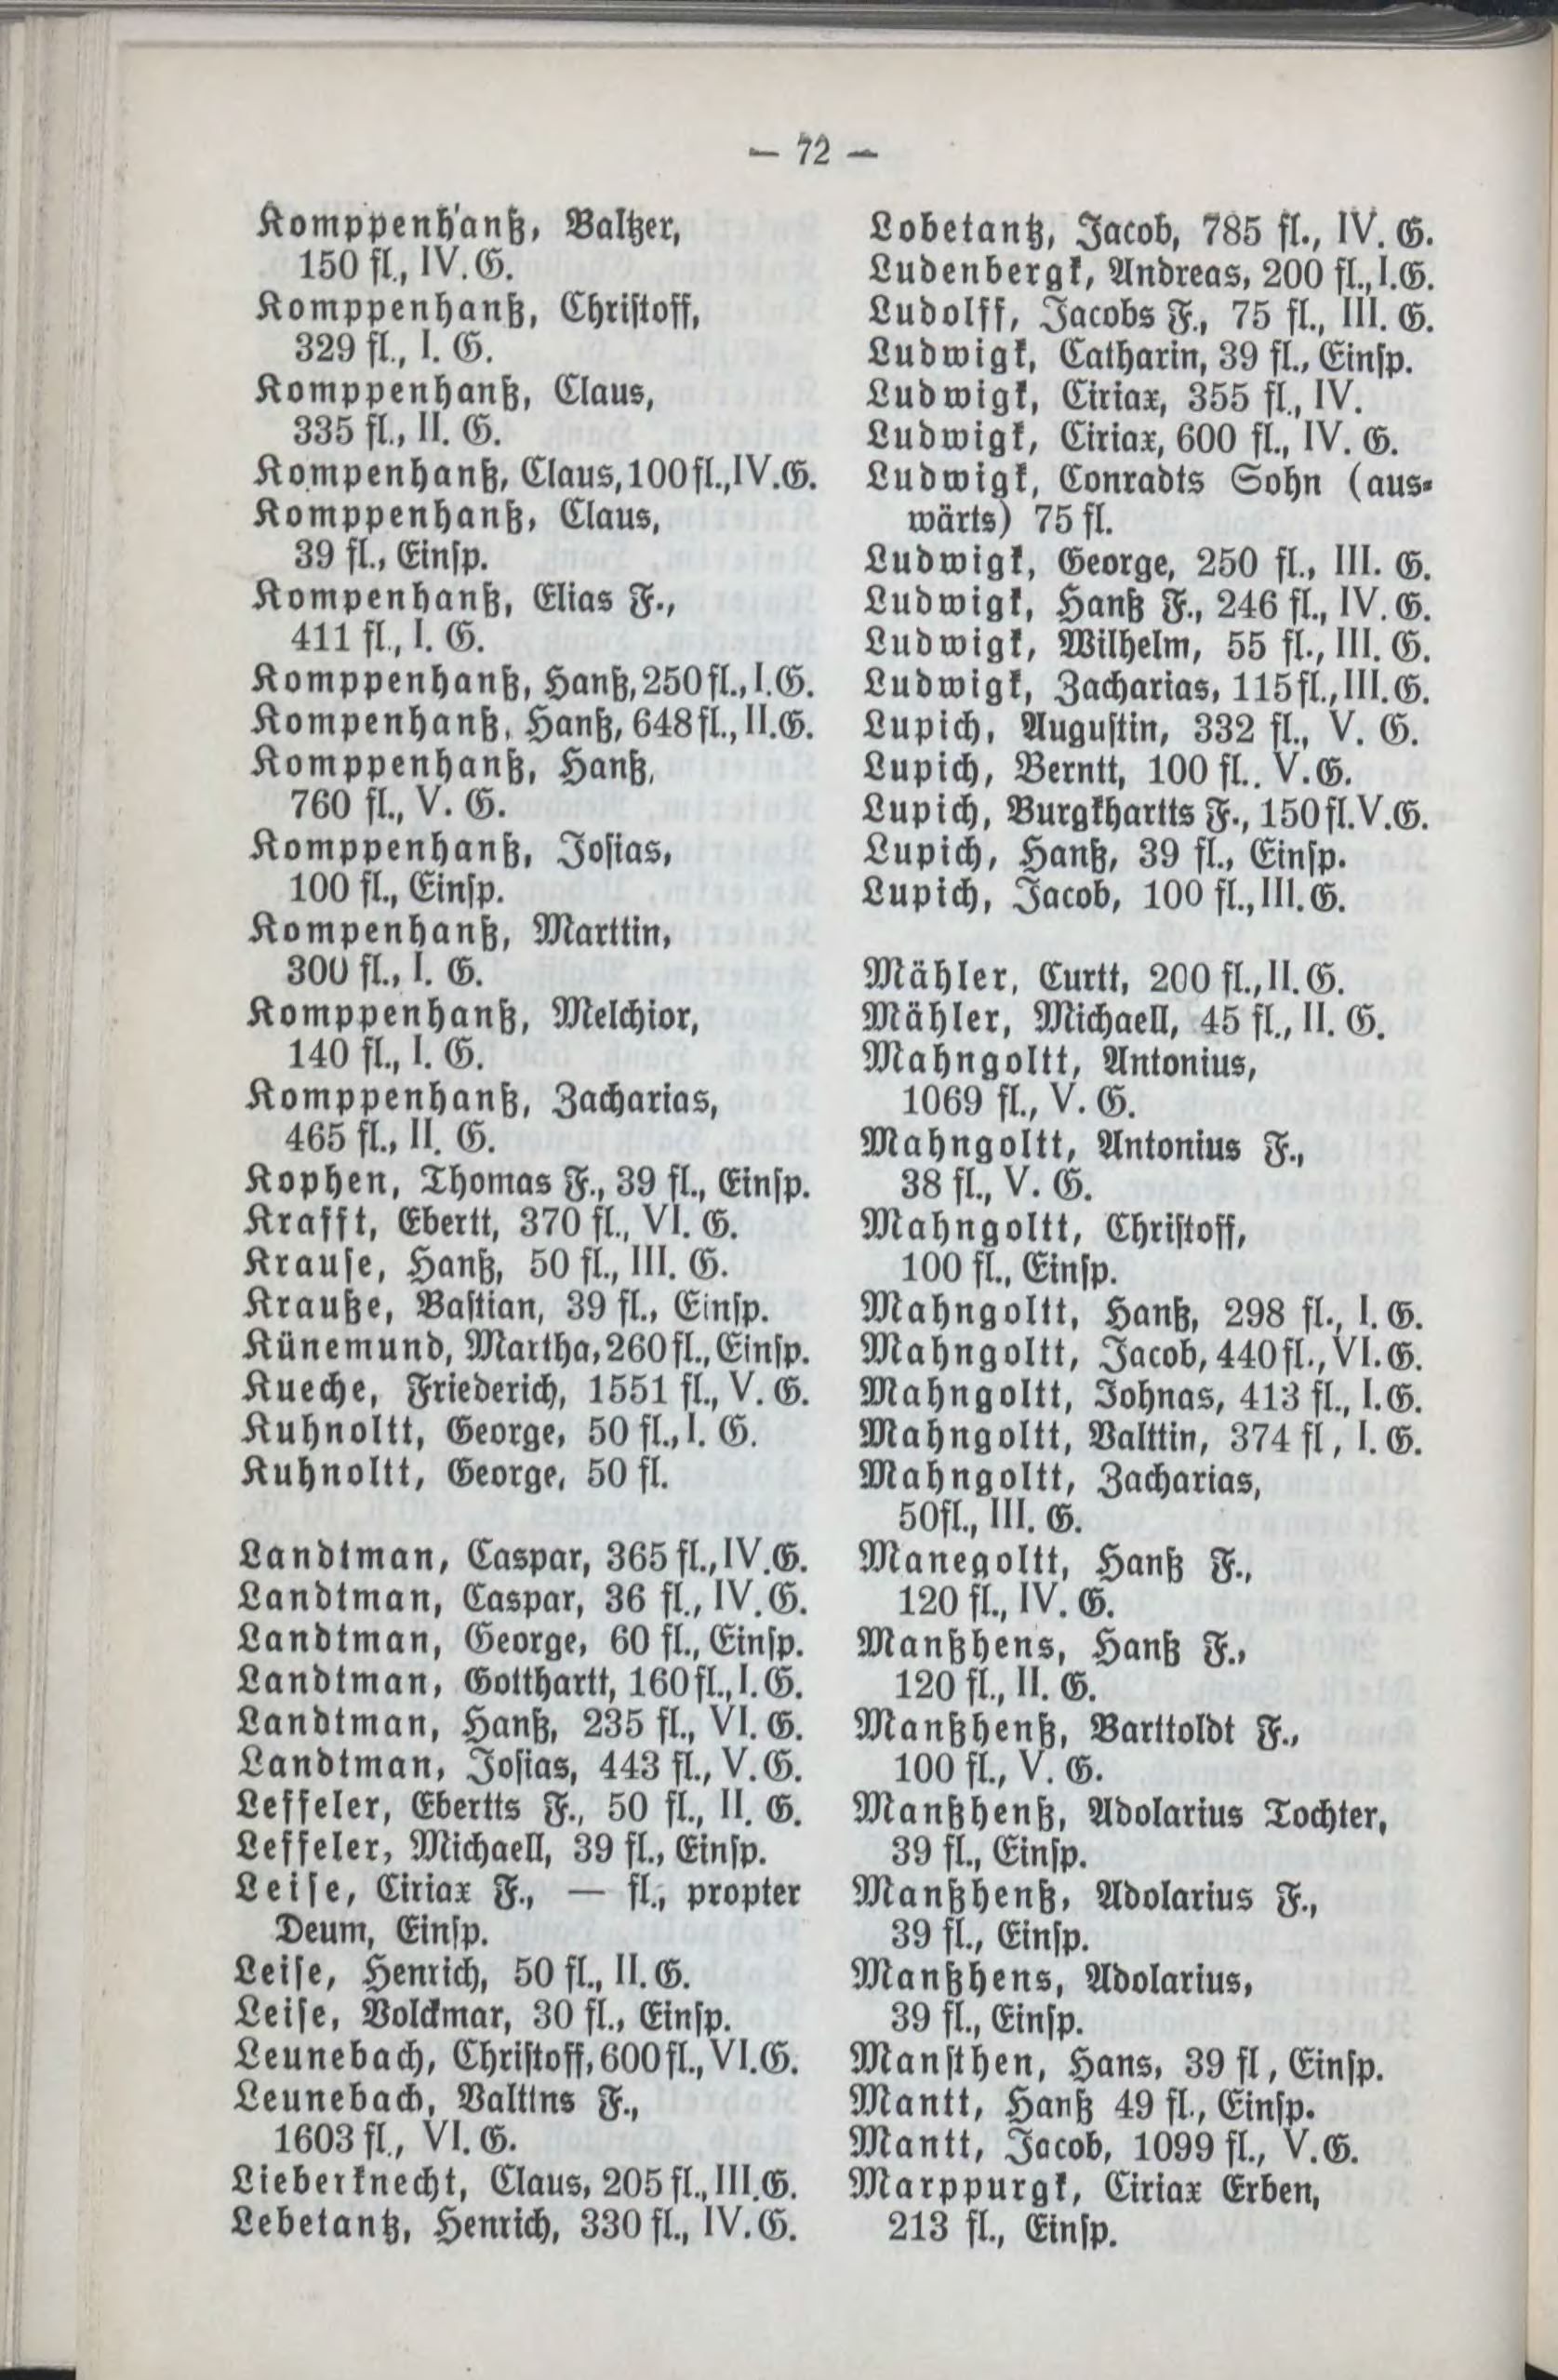 — 72 —
Komppenhanß, Baltzer,
150 fl., IV. G.
Komppenhanß, Christoff,
329 fl., I. G.
Komppenhanß, Claus,
335 fl., II. G.
Kompenhanß, Claus, 100 fl., IV. G.
Komppenhanß, Claus,
39 fl., Einsp.
Kompenhanß, Elias F.,
411 fl., I. G.
Komppenhanß, Hanß, 250 fl., I. G.
Kompenhanß, Hanß, 648 fl., II. G.
Komppenhanß, Hanß,
760 fl., V. G.
Komppenhanß, Josias,
100 fl., Einsp.
Kompenhanß, Marttin,
300 fl., I. G.
Komppenhanß, Melchior,
140 fl., I. G.
Komppenhanß, Zacharias,
465 fl., II. G.
Kophen, Thomas F., 39 fl., Einsp.
Krafft, Ebertt, 370 fl., VI. G.
Krause, Hanß, 50 fl., III. G.
Krauße, Bastian, 39 fl., Einsp.
Künemund, Martha, 260 fl., Einsp.
Kueche, Friederich, 1551 fl., V. G.
Kuhnoltt, George, 50 fl., I. G.
Kuhnoltt, George, 50 fl.
Landtman, Caspar, 365 fl., IV. G.
Landtman, Caspar, 36 fl., IV. G.
Landtman, George, 60 fl., Einsp.
Landtman, Gotthartt, 160 fl., I. G.
Landtman, Hanß, 235 fl., VI. G.
Landtman, Josias, 443 fl., V. G.
Leffeler, Ebertts F., 50 fl., II. G.
Leffeler, Michaell, 39 fl., Einsp.
Leise, Ciriax F., — fl., propter
Deum, Einsp.
Leise, Henrich, 50 fl., II. G.
Leise, Volckmar, 30 fl., Einsp.
Leunebach, Christoff, 600 fl., VI. G.
Leunebach, Valtins F.,
1603 fl., VI. G.
Lieberknecht, Claus, 205 fl., III. G.
Lebetantz, Henrich, 330 fl., IV. G.
Lobetantz, Jacob, 785 fl., IV. G.
Ludenbergk, Andreas, 200 fl., I. G.
Ludolff, Jacobs F., 75 fl., III. G.
Ludwigk, Catharin, 39 fl., Einsp.
Ludwigk, Ciriax, 355 fl., IV.
Ludwigk, Ciriax, 600 fl., IV. G.
Ludwigk, Conradts Sohn (aus-
wärts) 75 fl.
Ludwigk, George, 250 fl., III. G.
Ludwigk, Hanß F., 246 fl., IV. G.
Ludwigk, Wilhelm, 55 fl., III. G.
Ludwigk, Zacharias, 115 fl., III. G.
Lupich, Augustin, 332 fl., V. G.
Lupich, Berntt, 100 fl., V. G.
Lupich, Burgkhartts F., 150 fl. V. G.
Lupich, Hanß, 39 fl., Einsp.
Lupich, Jacob, 100 fl., III. G.
Mähler, Curtt, 200 fl., II. G.
Mähler, Michaell, 45 fl., II. G.
Mahngoltt, Antonius,
1069 fl., V. G.
Mahngoltt, Antonius F.,
38 fl., V. G.
Mahngoltt, Christoff,
100 fl., Einsp.
Mahngoltt, Hanß, 298 fl., I. G.
Mahngoltt, Jacob, 440 fl., VI. G.
Mahngoltt, Johnas, 413 fl., I. G.
Mahngoltt, Valttin, 374 fl, I. G.
Mahngoltt, Zacharias,
50 fl., III. G.
Manegoltt, Hanß F.,
120 fl., IV. G.
Manßhens, Hanß F.,
120 fl., II. G.
Manßhenß, Barttoldt F.,
100 fl., V. G.
Manßhenß, Adolarius Tochter,
39 fl., Einsp.
Manßhenß, Adolarius F.,
39 fl., Einsp.
Manßhens, Adolarius,
39 fl., Einsp.
Mansthen, Hans, 39 fl, Einsp.
Mantt, Hanß 49 fl., Einsp.
Mantt, Jacob, 1099 fl., V. G.
Marppurgk, Ciriax Erben,
213 fl., Einsp.